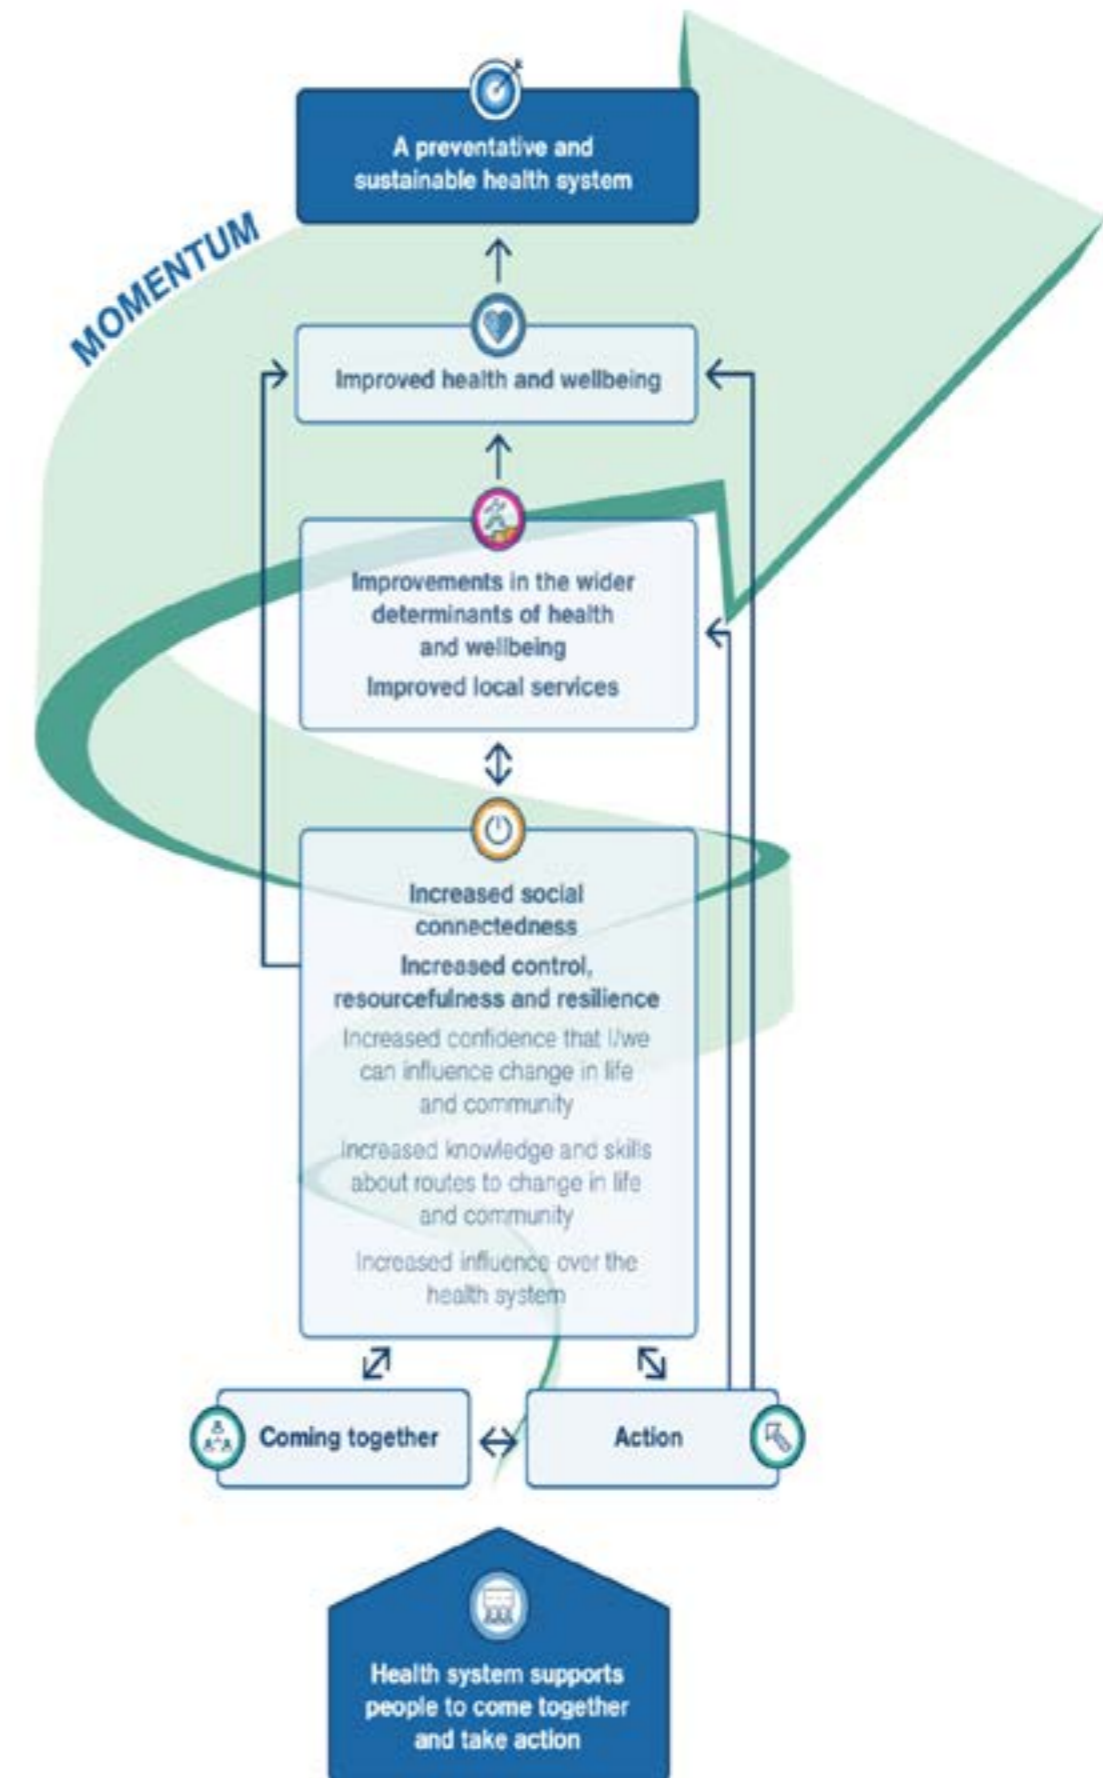 A preventative and
sustainable health system
MOMENTUM
Improved health and wellbeing
Improvements in the wider
determinants of health
and wellbeing
Improved local services
Increased social
connectedness
Increased control,
resourcefulness and resilience
Increased confidence that I/we
can influence change in life
and community
Increased knowledge and skills
about routes to change in life
and community
Increased influence over the
health system
Coming together
Action
Health system supports
people to come together
and take action